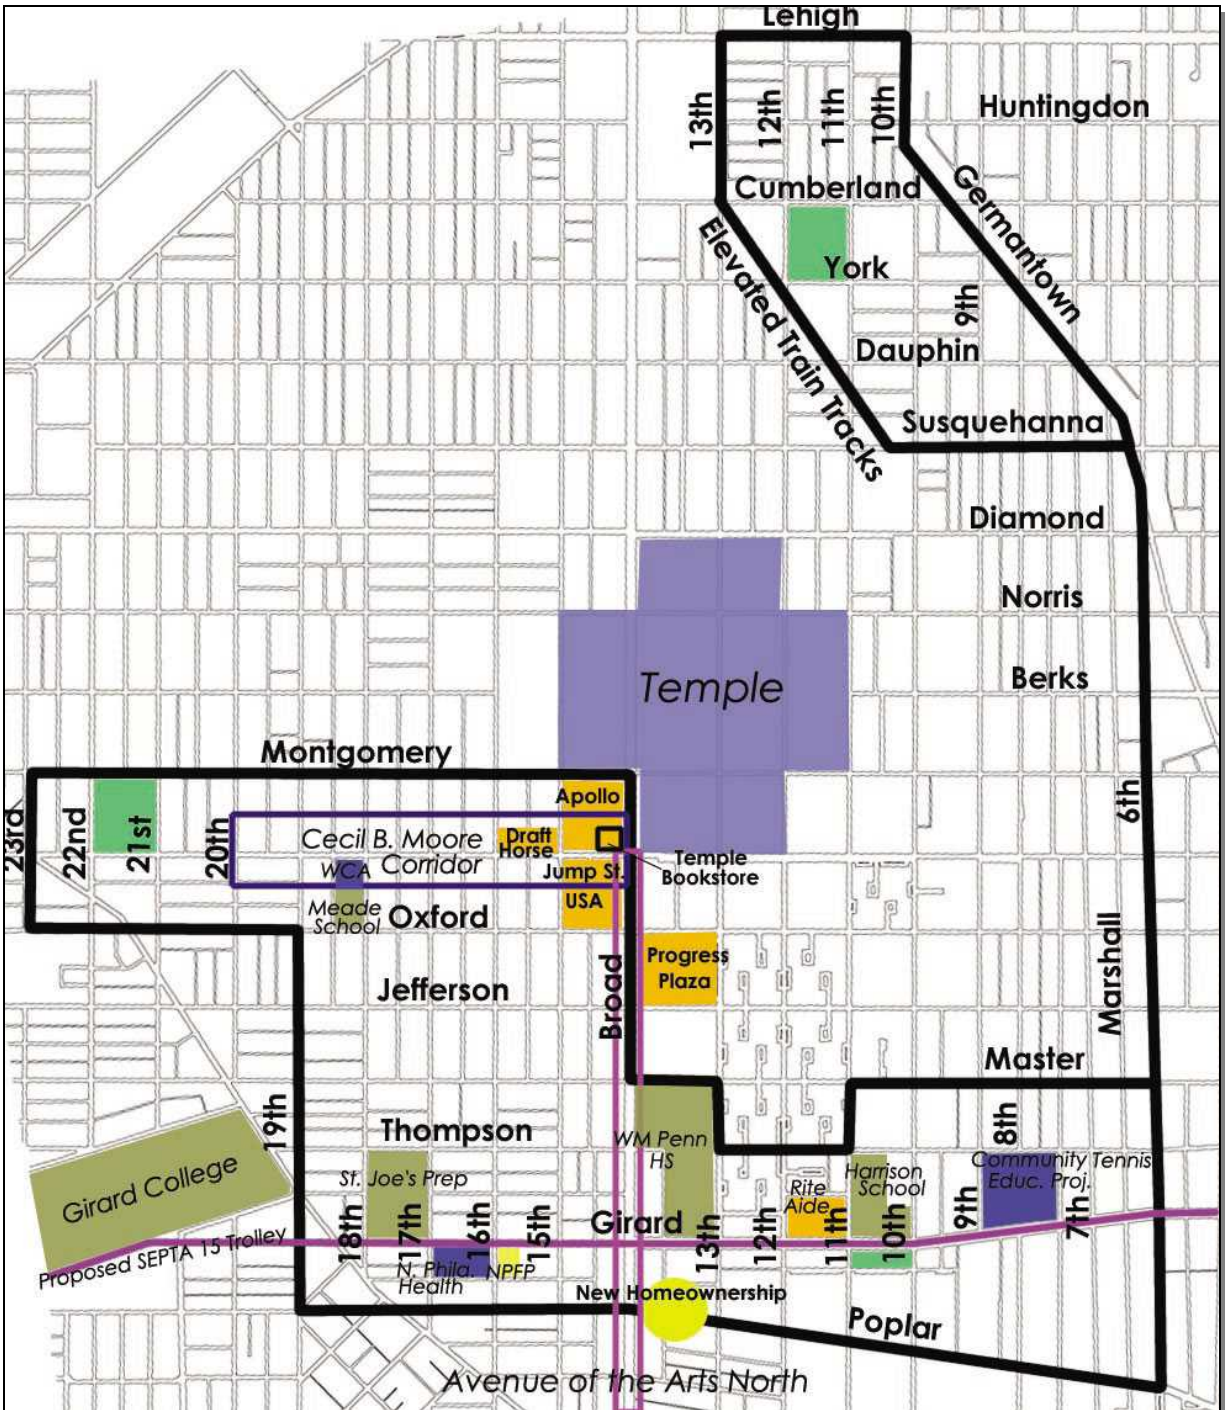 Lehigh
13th
12th
11th
10th
Huntingdon
Cumberland
Germantown
Elevated Train Tracks
York
9th
Dauphin
Susquehanna
Diamond
Norris
Berks
Temple
Montgomery
6th
23rd
22nd
21st
20th
Apollo
Cecil B. Moore
Corridor
Draft
Horse
WCA
Jump St.
Temple
Bookstore
USA
Meade
School
Oxford
Progress
Plaza
Broad
Jefferson
Marshall
Master
19th
Thompson
WM Penn
HS
8th
Community Tennis
Educ. Proj.
Girard College
St. Joe's Prep
Harrison
School
Rite
Aide
Girard
18th
17th
16th
15th
13th
12th
11th
10th
9th
7th
Proposed SEPTA 15 Trolley
N. Phila.
Health
NPFP
New Homeownership
Poplar
Avenue of the Arts North